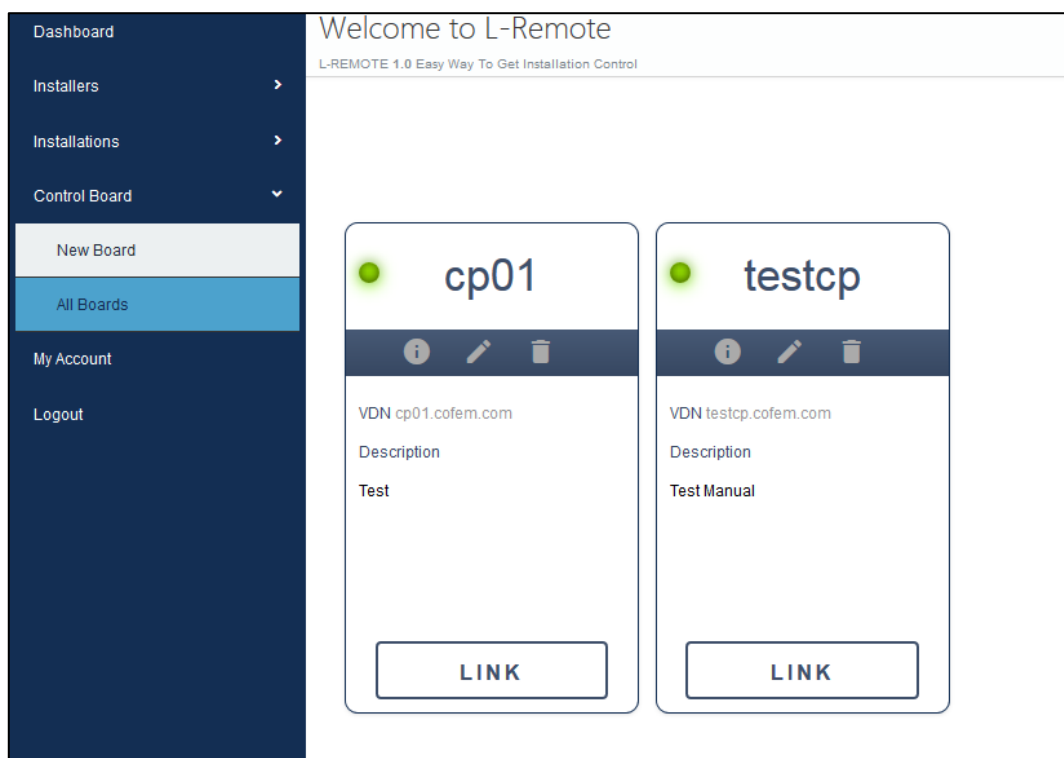 Dashboard
Installers
Installations
Control Board
New Board
All Boards
My Account
Logout
Welcome to L-Remote
L-REMOTE 1.0 Easy Way To Get Installation Control
cp01
VDN cp01.cofem.com
Description
Test
LINK
testcp
VDN testcp.cofem.com
Description
Test Manual
LINK